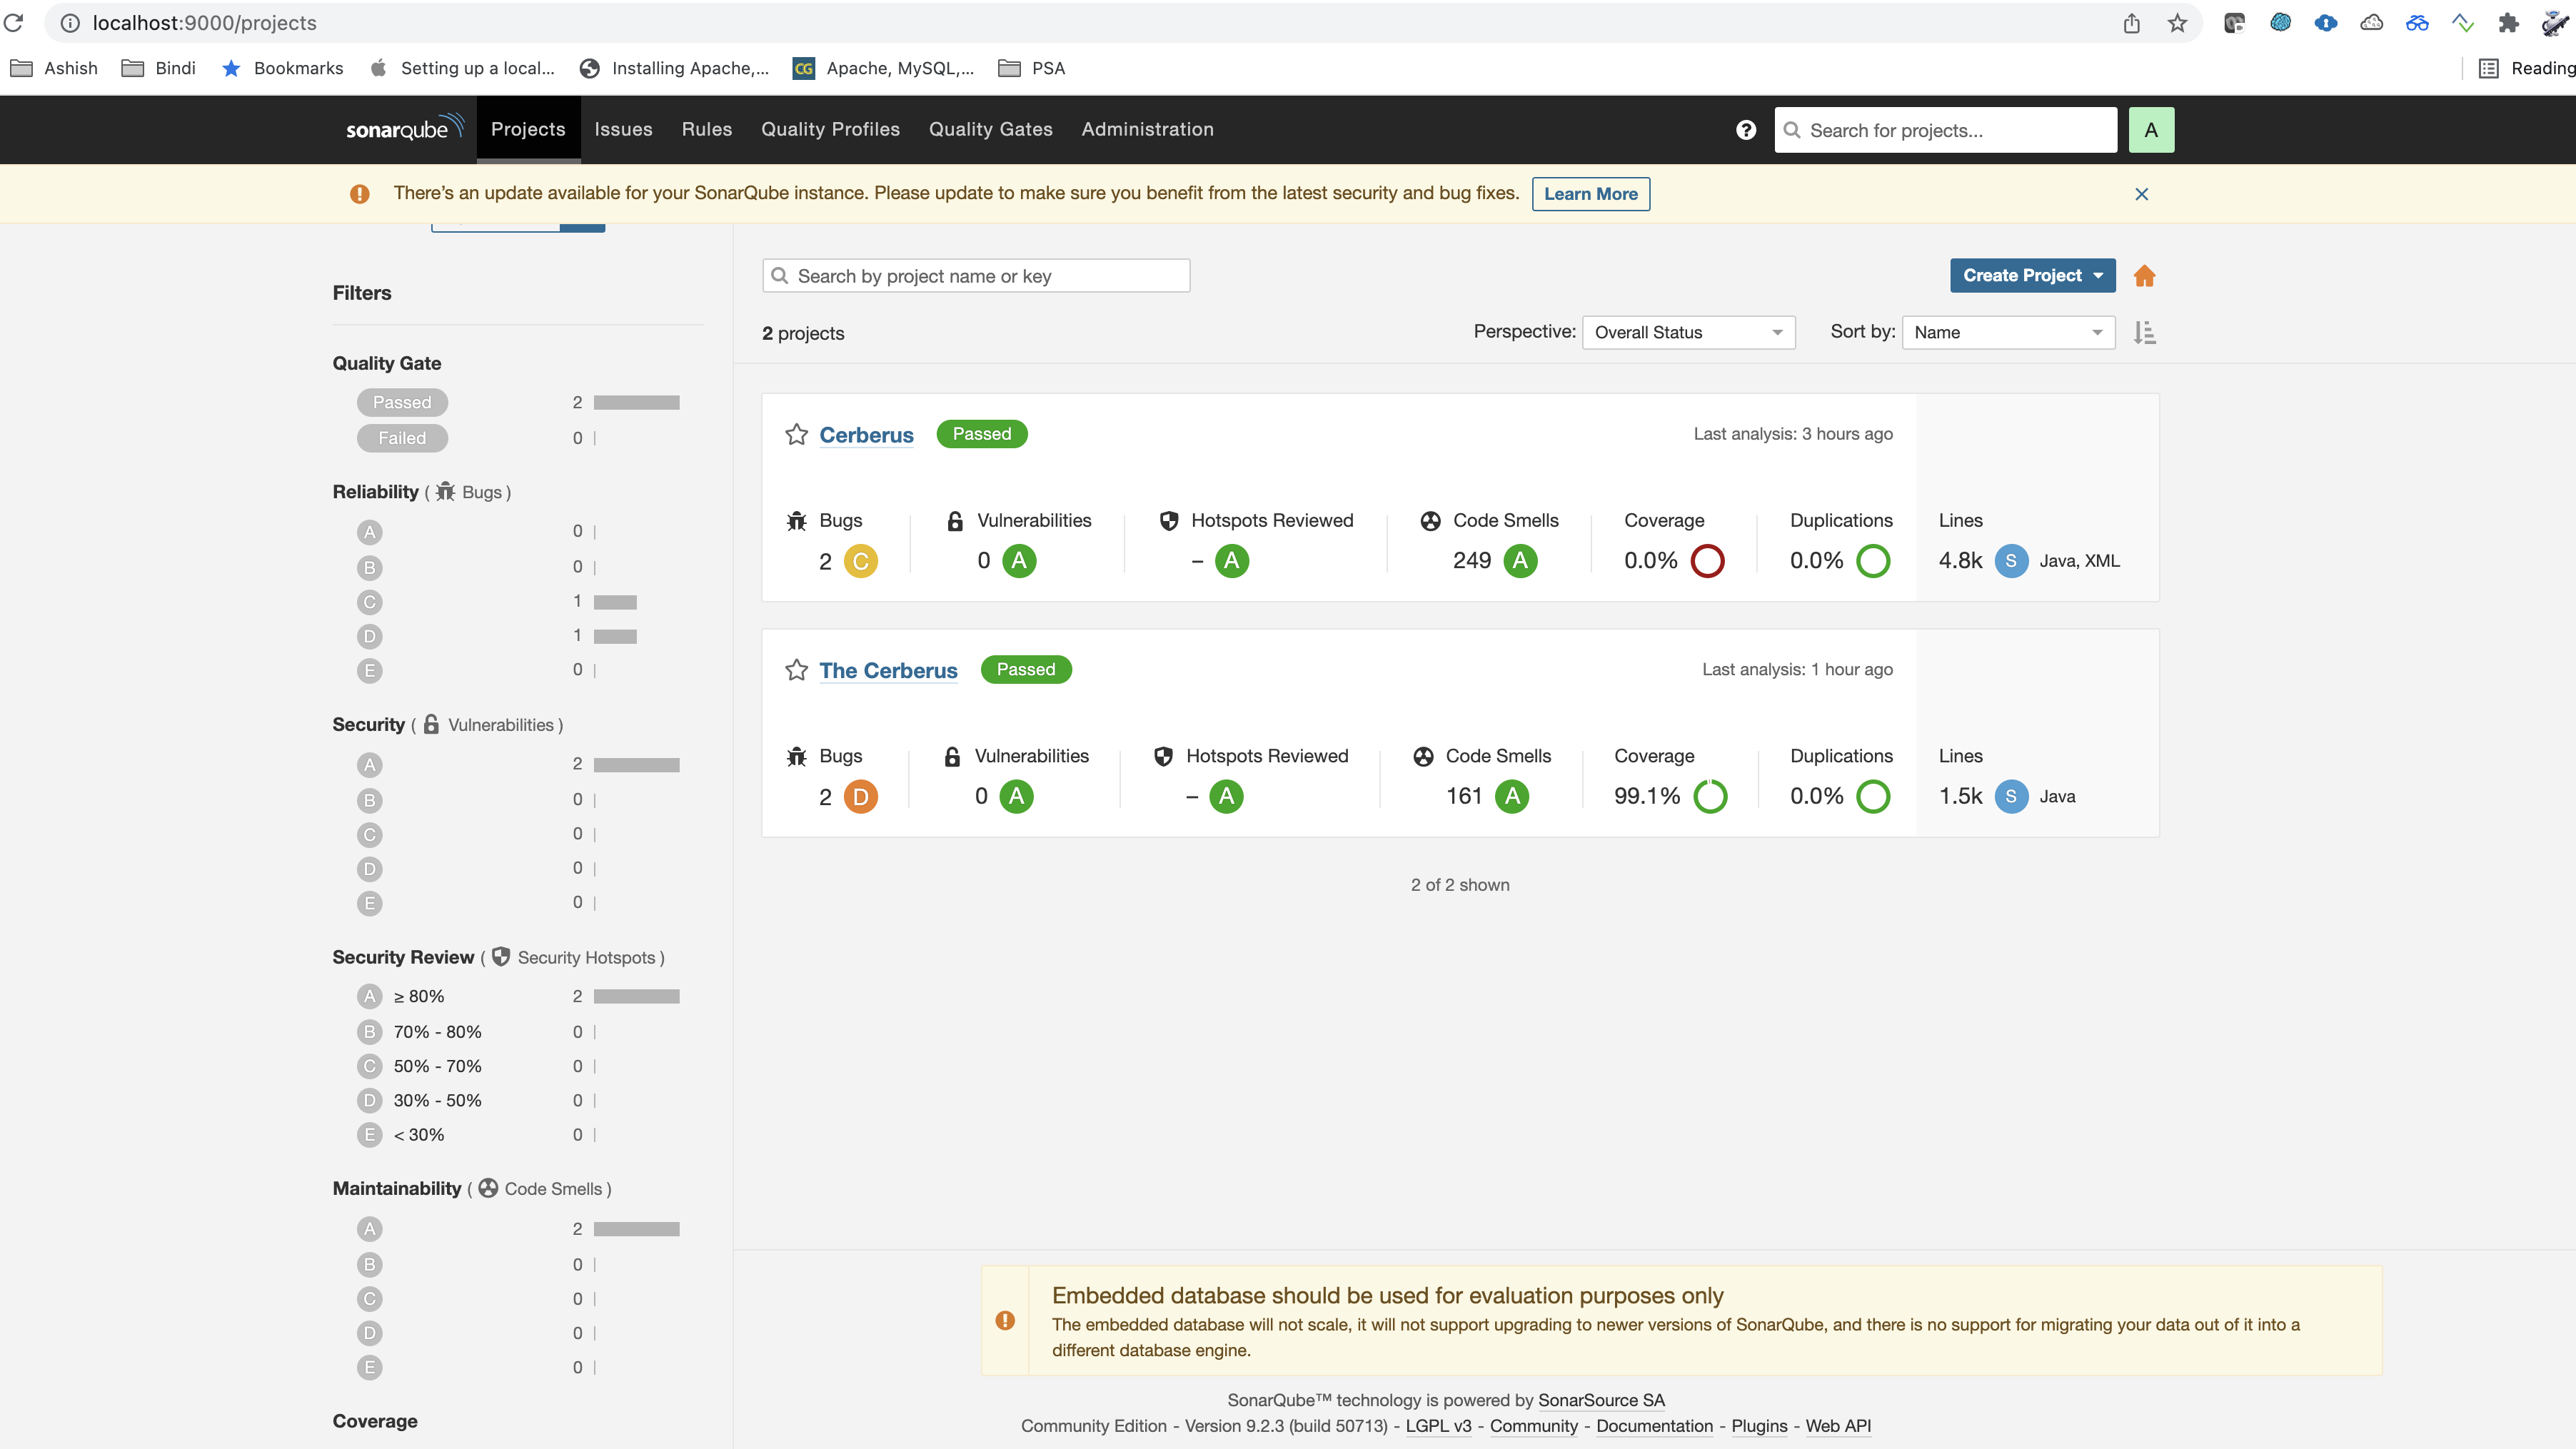 localhost:9000/projects
Ashish Bindi Bookmarks Setting up a local... Installing Apache,... Apache, MySQL,... PSA Reading
sonarqube Projects Issues Rules Quality Profiles Quality Gates Administration Search for projects... A
There's an update available for your SonarQube instance. Please update to make sure you benefit from the latest security and bug fixes. Learn More
Filters
Quality Gate
Passed 2
Failed 0
Reliability ( Bugs )
A 0
B 0
C 1
D 1
E 0
Security ( Vulnerabilities )
A 2
B 0
C 0
D 0
E 0
Security Review ( Security Hotspots )
A ≥ 80% 2
B 70% - 80% 0
C 50% - 70% 0
D 30% - 50% 0
E < 30% 0
Maintainability ( Code Smells )
A 2
B 0
C 0
D 0
E 0
Coverage
Search by project name or key Create Project
2 projects Perspective: Overall Status Sort by: Name
Cerberus Passed Last analysis: 3 hours ago
Bugs Vulnerabilities Hotspots Reviewed Code Smells Coverage Duplications Lines
2 C 0 A – A 249 A 0.0% 0.0% 4.8k S Java, XML
The Cerberus Passed Last analysis: 1 hour ago
Bugs Vulnerabilities Hotspots Reviewed Code Smells Coverage Duplications Lines
2 D 0 A – A 161 A 99.1% 0.0% 1.5k S Java
2 of 2 shown
Embedded database should be used for evaluation purposes only
The embedded database will not scale, it will not support upgrading to newer versions of SonarQube, and there is no support for migrating your data out of it into a
different database engine.
SonarQube™ technology is powered by SonarSource SA
Community Edition - Version 9.2.3 (build 50713) - LGPL v3 - Community - Documentation - Plugins - Web API